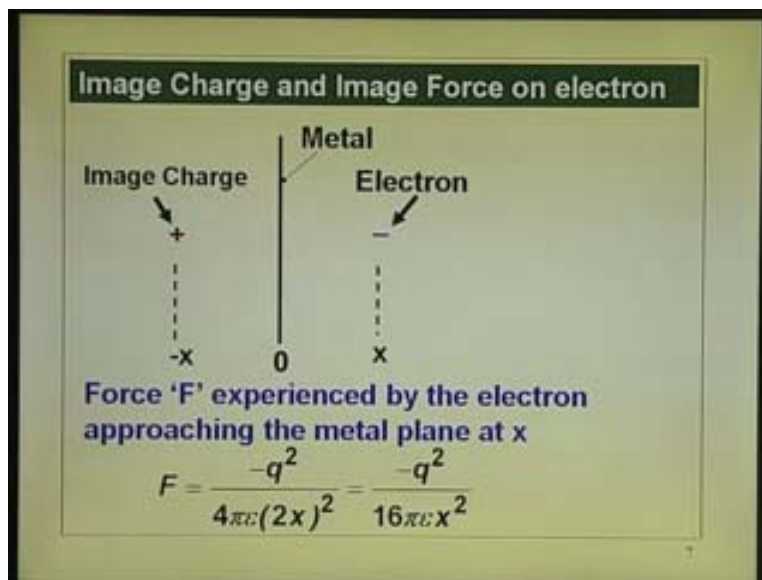 Image Charge and Image Force on electron
Metal
Image Charge
Electron
+
−
-x
0
x
Force ‘F’ experienced by the electron
approaching the metal plane at x
F = −q² / 4πε(2x)² = −q² / 16πεx²
7